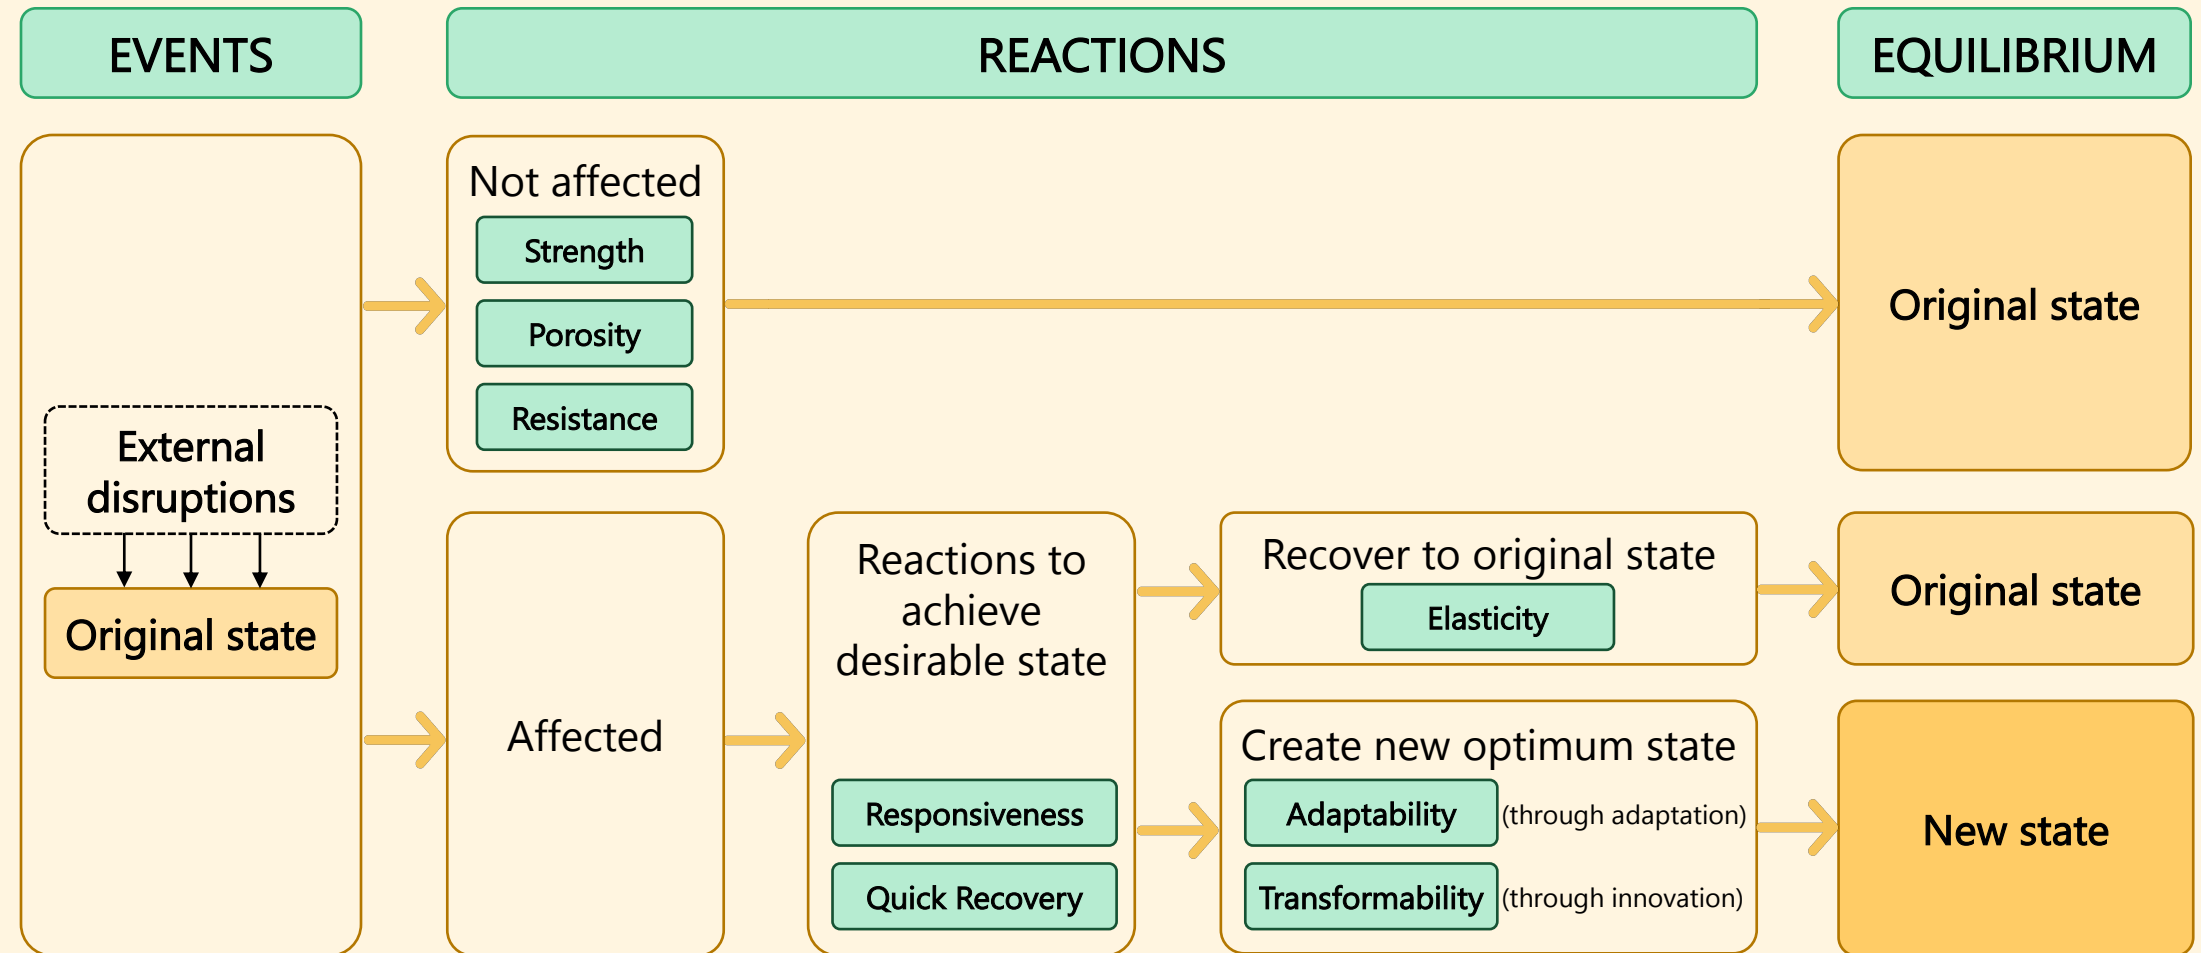 EVENTS
REACTIONS
EQUILIBRIUM
External
disruptions
Original state
Not affected
Strength
Porosity
Resistance
Original state
Affected
Reactions to
achieve
desirable state
Responsiveness
Quick Recovery
Recover to original state
Elasticity
Original state
Create new optimum state
Adaptability (through adaptation)
Transformability (through innovation)
New state